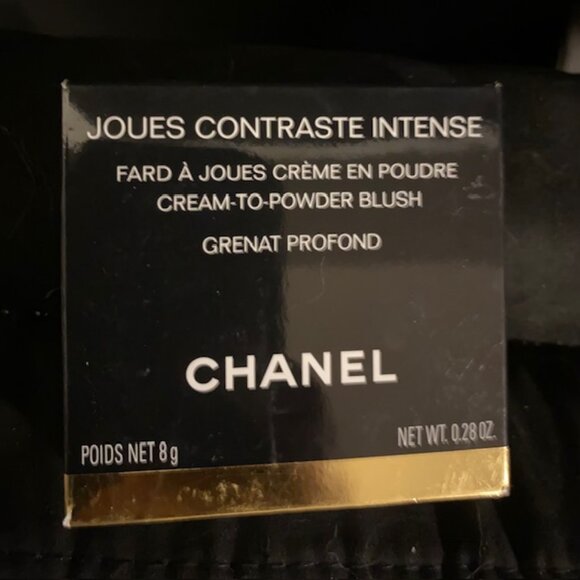 JOUES CONTRASTE INTENSE
FARD À JOUES CRÈME EN POUDRE
CREAM-TO-POWDER BLUSH
GRENAT PROFOND
CHANEL
POIDS NET 8 g
NET WT. 0.28 OZ.